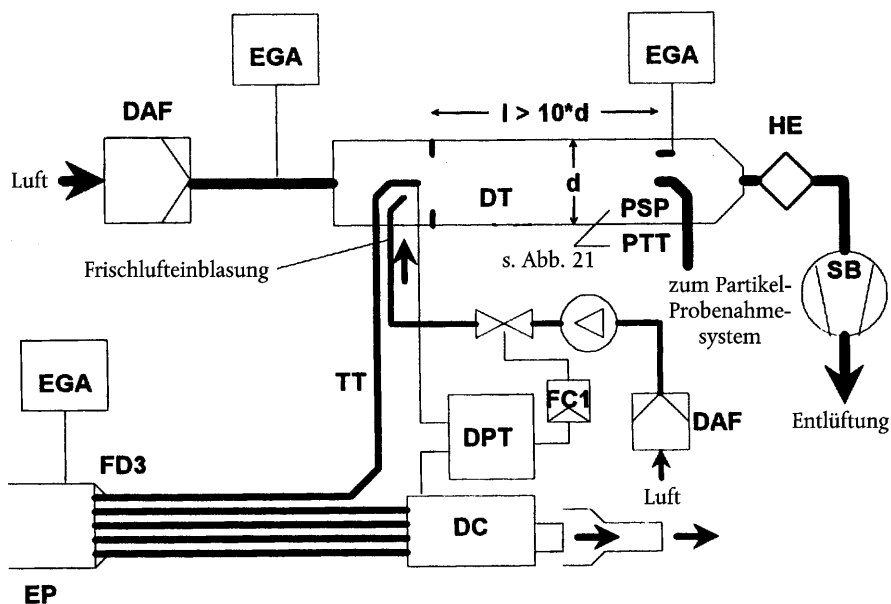 EGA
EGA
DAF
l > 10*d
HE
Luft
d
DT
PSP
PTT
s. Abb. 21
Frischlufteinblasung
zum Partikel-
Probenahme-
system
SB
EGA
TT
FC1
DPT
DAF
Entlüftung
FD3
Luft
DC
EP